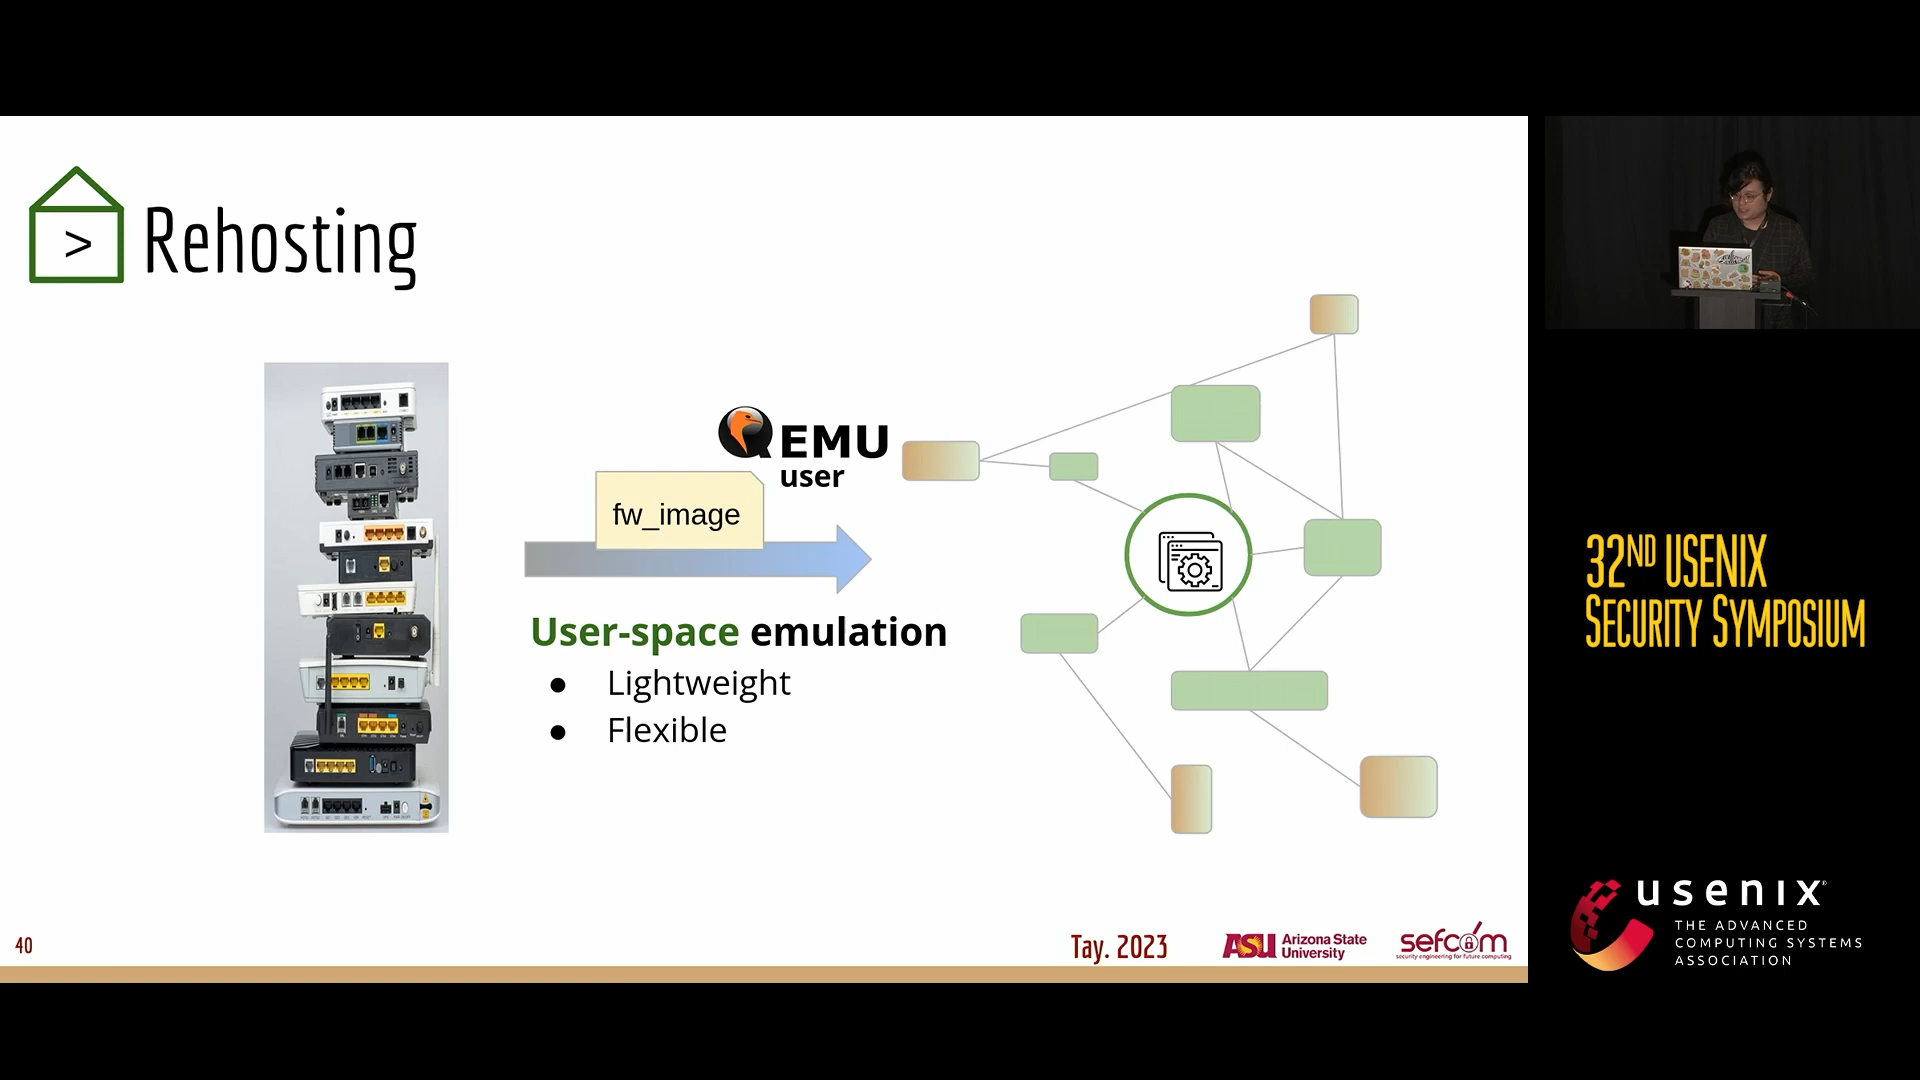 > Rehosting
QEMU
user
fw_image
User-space emulation
● Lightweight
● Flexible
40
Tay. 2023
ASU Arizona State
University
sefcom
security engineering for future computing
32ND USENIX
SECURITY SYMPOSIUM
usenix
THE ADVANCED
COMPUTING SYSTEMS
ASSOCIATION